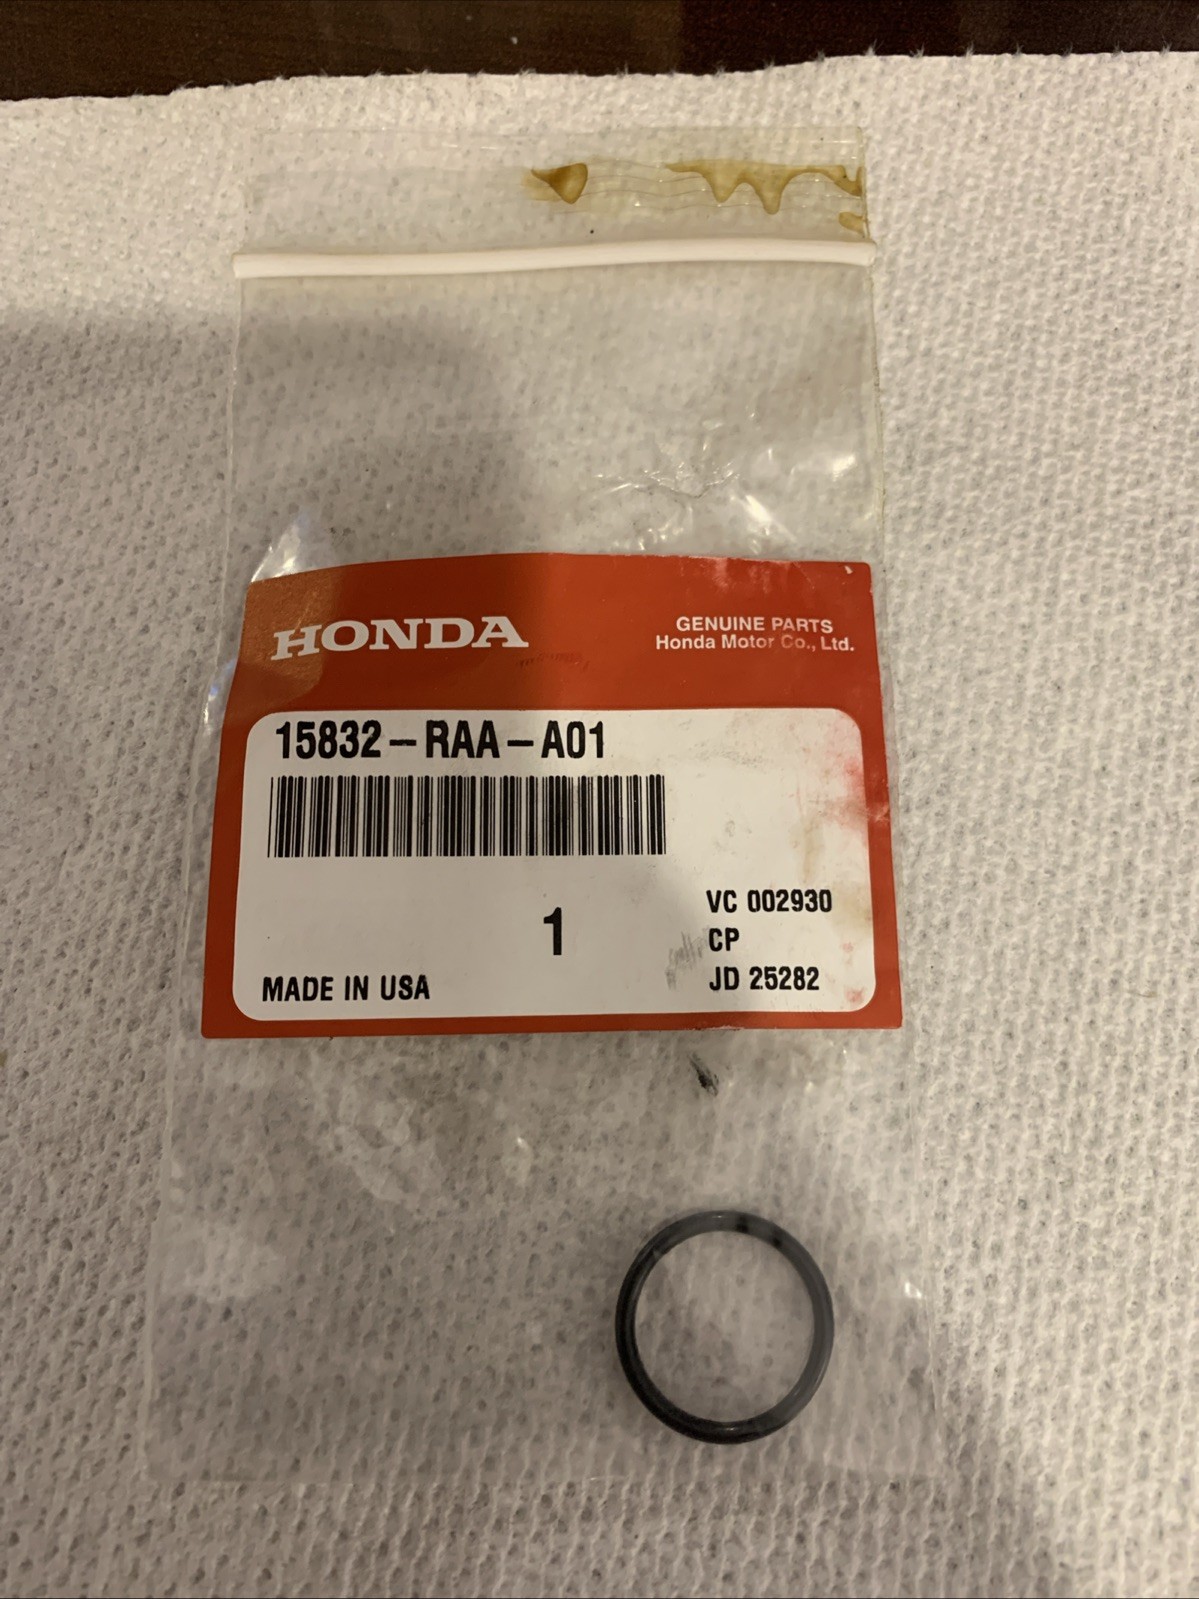 HONDA
GENUINE PARTS
Honda Motor Co., Ltd.
15832-RAA-A01
1
VC 002930
CP
JD 25282
MADE IN USA